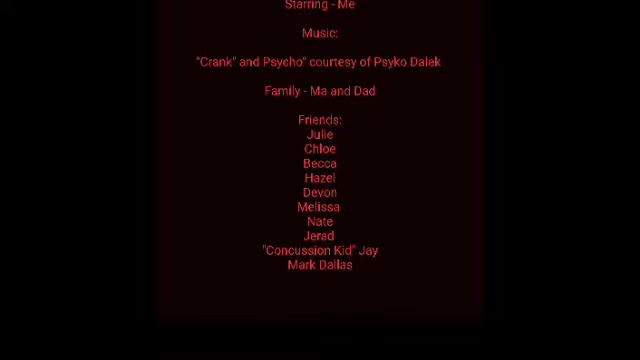 Starring - Me
Music:
"Crank" and Psycho" courtesy of Psyko Dalek
Family - Ma and Dad
Friends:
Julie
Chloe
Becca
Hazel
Devon
Melissa
Nate
Jerad
"Concussion Kid" Jay
Mark Dallas